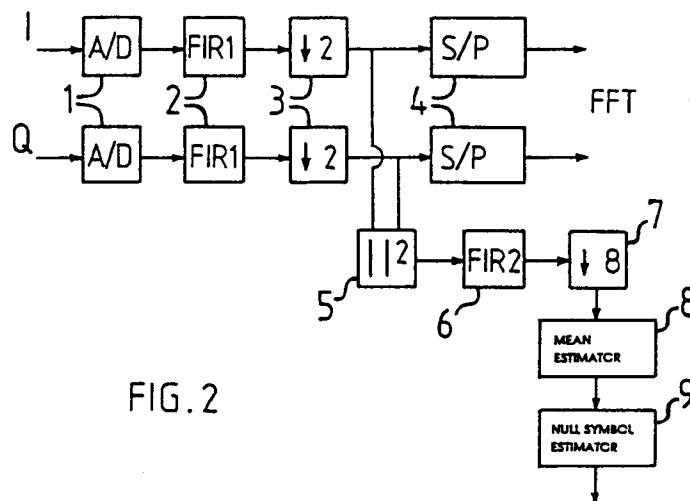 I A/D FIR1 ↓ 2 S/P
1 2 3 4 FFT
Q A/D FIR1 ↓ 2 S/P
5 ||² 6 FIR2 ↓ 8 7
MEAN
ESTIMATOR
8
NULL SYMBOL
ESTIMATOR
9
FIG. 2